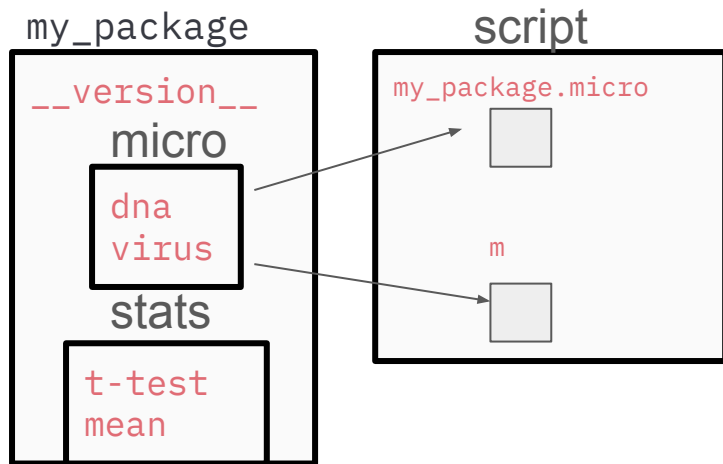 my_package
__version__
micro
dna
virus
stats
t-test
mean
script
my_package.micro
m